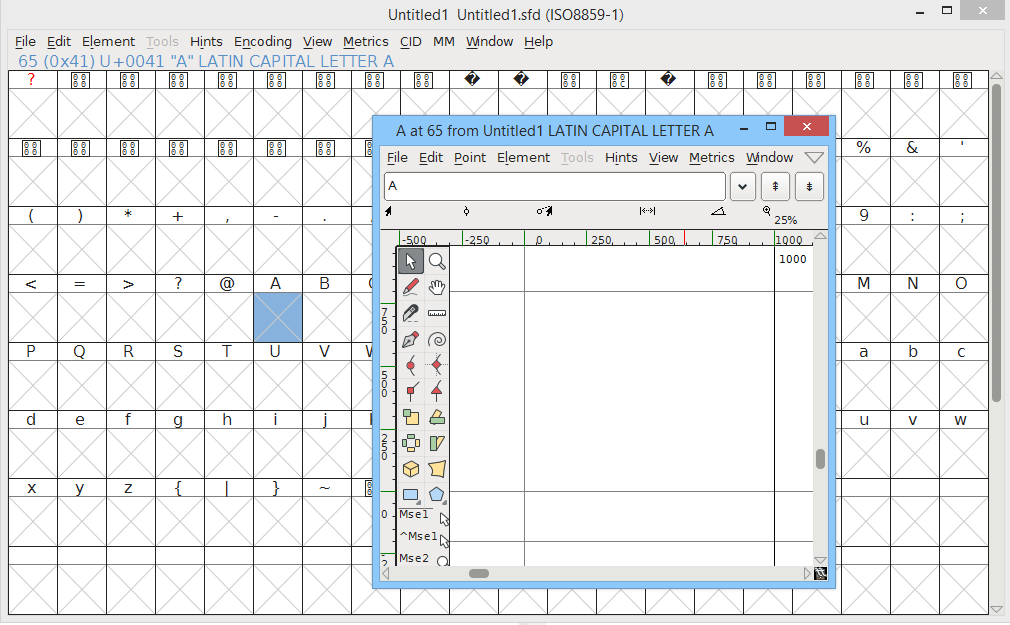 Untitled1 Untitled1.sfd (ISO8859-1)
File Edit Element Tools Hints Encoding View Metrics CID MM Window Help
65 (0x41) U+0041 "A" LATIN CAPITAL LETTER A
?
% & '
( ) * + , - .
9 : ;
< = > ? @ A B
M N O
P Q R S T U V W
a b c
d e f g h i j
u v w
x y z { | } ~
A at 65 from Untitled1 LATIN CAPITAL LETTER A
File Edit Point Element Tools Hints View Metrics Window
A
25%
-500 -250 0 250 500 750 1000
1000
750
500
250
0
-2
Mse1
^Mse1
Mse2